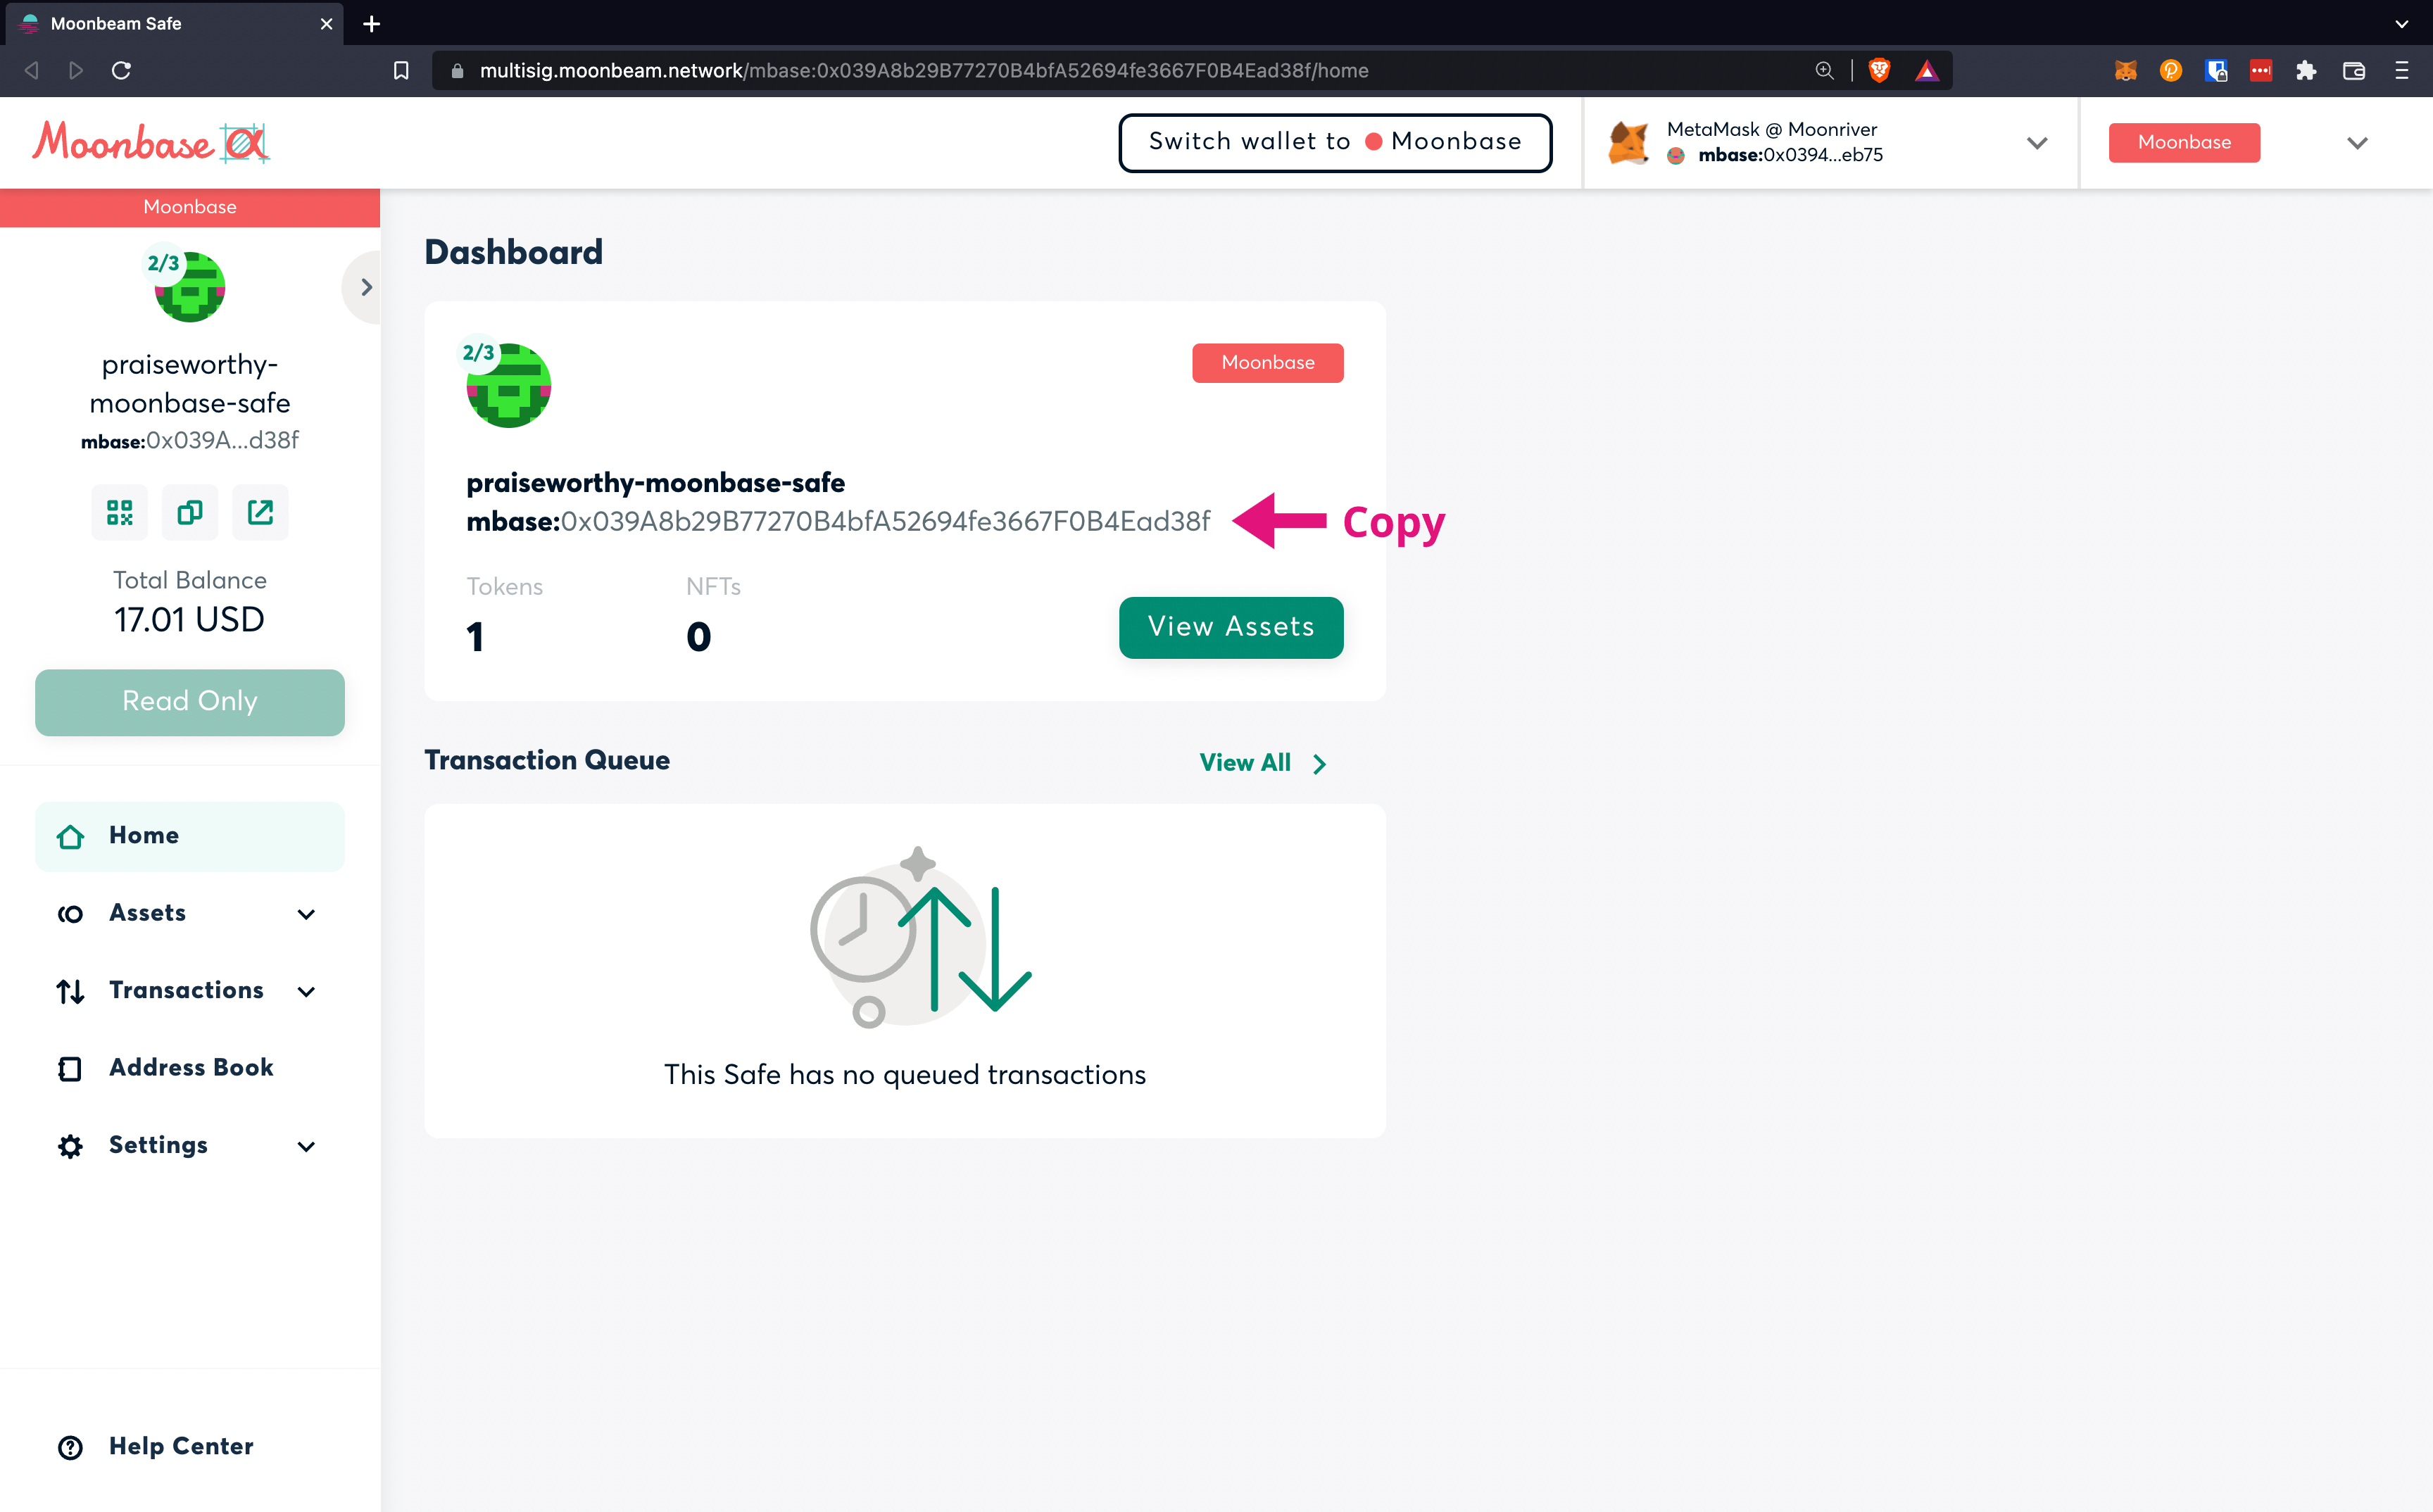 Moonbeam Safe
multisig.moonbeam.network/mbase:0x039A8b29B77270B4bfA52694fe3667F0B4Ead38f/home
Moonbase α
Switch wallet to Moonbase
MetaMask @ Moonriver
mbase:0x0394...eb75
Moonbase
Moonbase
2/3
praiseworthy-
moonbase-safe
mbase:0x039A...d38f
Total Balance
17.01 USD
Read Only
Home
Assets
Transactions
Address Book
Settings
Help Center
Dashboard
2/3
Moonbase
praiseworthy-moonbase-safe
mbase:0x039A8b29B77270B4bfA52694fe3667F0B4Ead38f
Copy
Tokens
NFTs
1
0
View Assets
Transaction Queue
View All
This Safe has no queued transactions